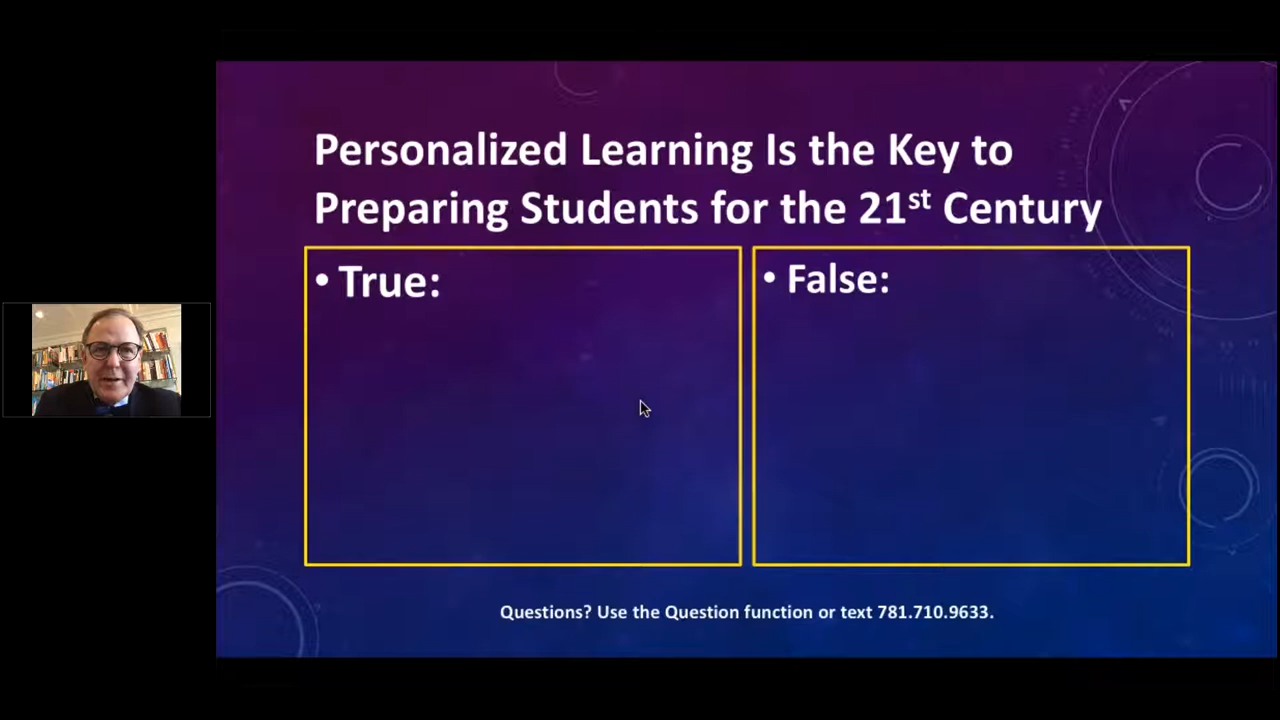 Personalized Learning Is the Key to
Preparing Students for the 21st Century
• True:
• False:
Questions? Use the Question function or text 781.710.9633.